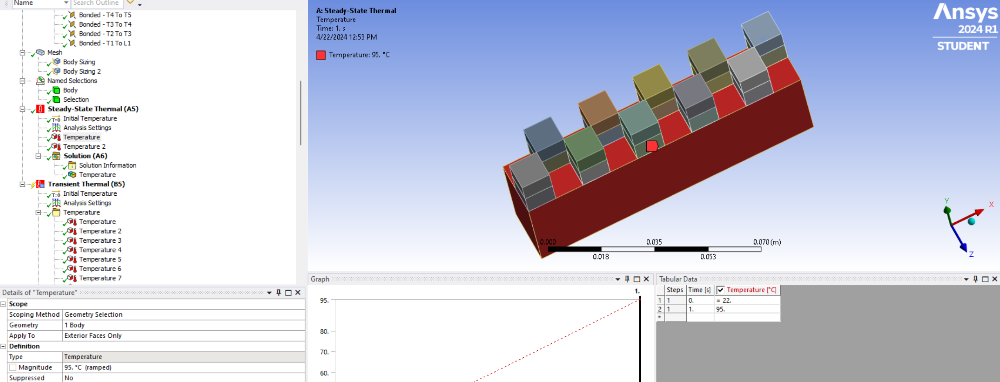 Name
Search Outline
Bonded - T4 To T5
Bonded - T3 To T4
Bonded - T2 To T3
Bonded - T1 To L1
Mesh
Body Sizing
Body Sizing 2
Named Selections
Body
Selection
Steady-State Thermal (A5)
T=0 Initial Temperature
Analysis Settings
Temperature
Temperature 2
Solution (A6)
Solution Information
Temperature
Transient Thermal (B5)
T=0 Initial Temperature
Analysis Settings
Temperature
Temperature
Temperature 2
Temperature 3
Temperature 4
Temperature 5
Temperature 6
Temperature 7
Details of "Temperature"
Scope
Scoping Method Geometry Selection
Geometry 1 Body
Apply To Exterior Faces Only
Definition
Type Temperature
Magnitude 95. °C (ramped)
Suppressed No
A: Steady-State Thermal
Temperature
Time: 1. s
4/22/2024 12:53 PM
Temperature: 95. °C
Ansys
2024 R1
STUDENT
0.000 0.035 0.070 (m)
0.018 0.053
Y
X
Z
Graph
1.
95.
80.
70.
60.
Tabular Data
Steps Time [s] Temperature [°C]
1 1 0. = 22.
2 1 1. 95.
*